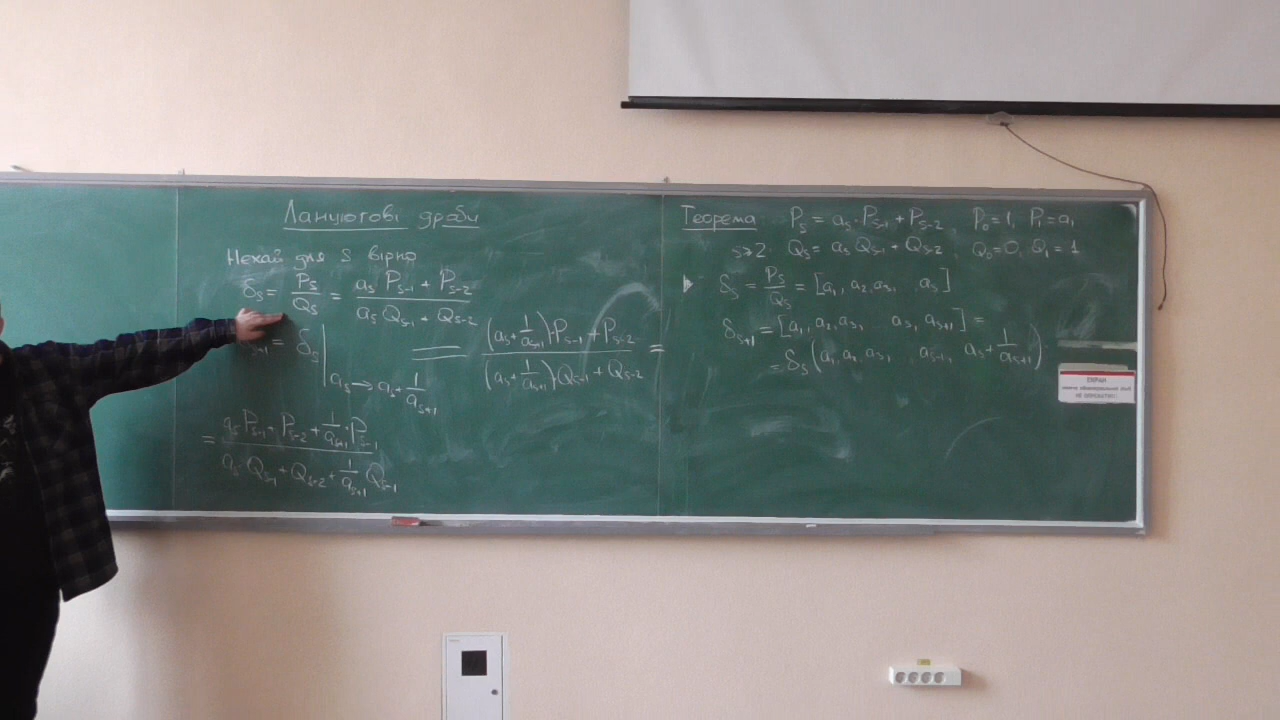 Ланцюгові дроби
Нехай для s вірно
δ_s = P_s/Q_s = (a_s P_{s-1} + P_{s-2})/(a_s Q_{s-1} + Q_{s-2})
_{s-1} = δ_s | a_s → a_s + 1/a_{s+1} = ((a_s + 1/a_{s+1})·P_{s-1} + P_{s-2})/((a_s + 1/a_{s+1})·Q_{s-1} + Q_{s-2}) =
= (a_s P_{s-1} + P_{s-2} + 1/a_{s+1}·P_{s-1})/(a_s·Q_{s-1} + Q_{s-2} + 1/a_{s+1} Q_{s-1})
Теорема P_s = a_s·P_{s-1} + P_{s-2}, P_0 = 1, P_1 = a_1
s ≥ 2 Q_s = a_s Q_{s-1} + Q_{s-2} Q_0 = 0, Q_1 = 1
δ_s = P_s/Q_s = [a_1, a_2, a_3, a_s]
δ_{s+1} = [a_1, a_2, a_3, ... a_s, a_{s+1}] =
= δ_s(a_1, a_2, a_3, a_{s-1}, a_s + 1/a_{s+1})
ЕКРАН